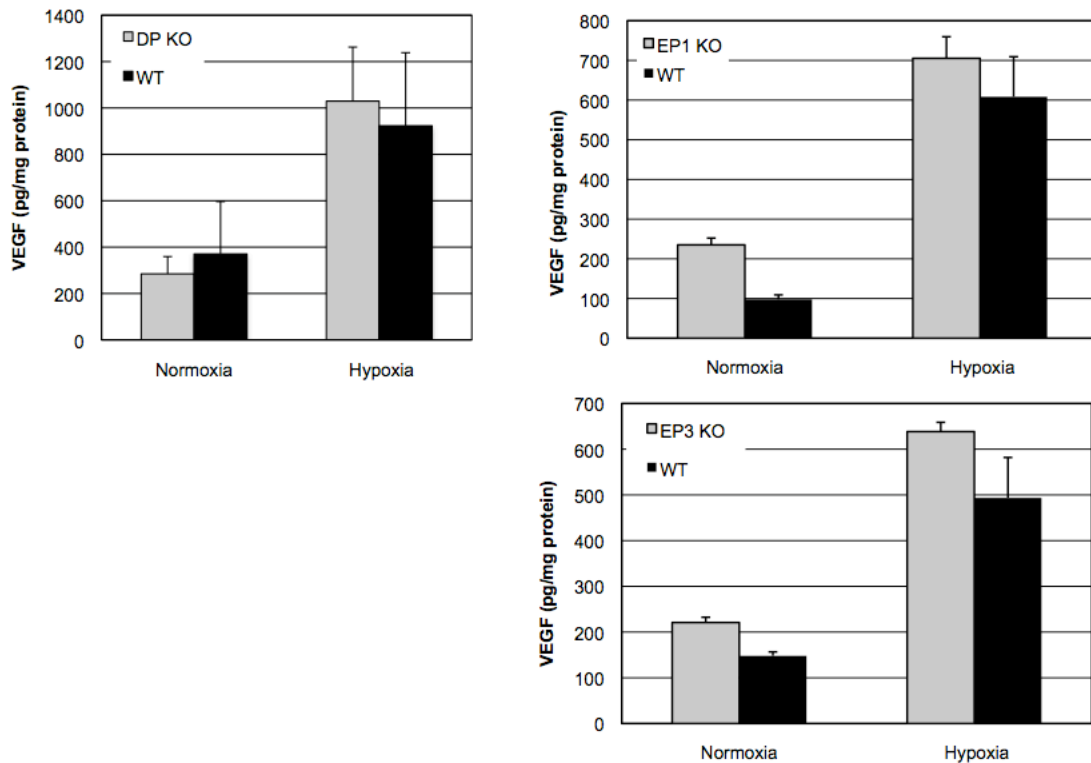 VEGF (pg/mg protein)
1400
1200
1000
800
600
400
200
0
DP KO
WT
Normoxia Hypoxia
VEGF (pg/mg protein)
800
700
600
500
400
300
200
100
0
EP1 KO
WT
Normoxia Hypoxia
VEGF (pg/mg protein)
700
600
500
400
300
200
100
0
EP3 KO
WT
Normoxia Hypoxia